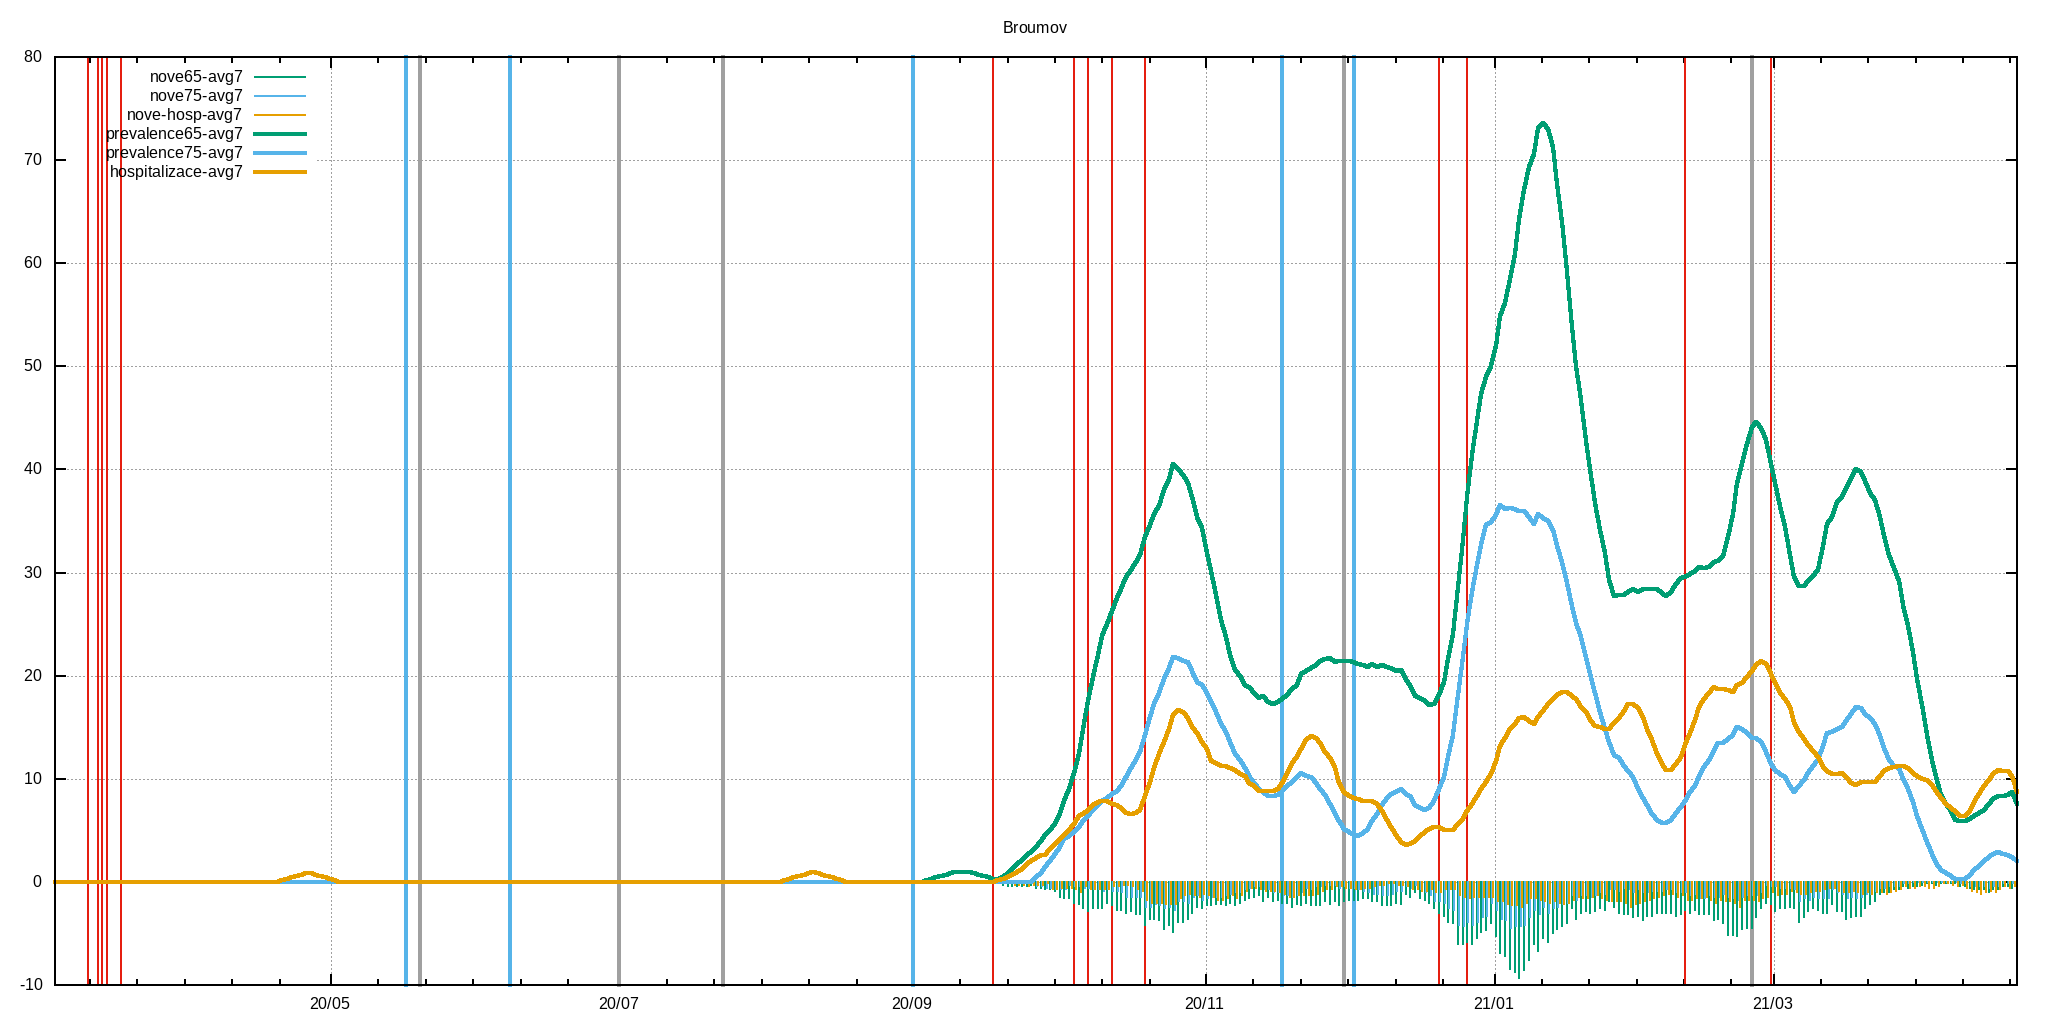 Broumov
80
70
60
50
40
30
20
10
0
-10
nove65-avg7
nove75-avg7
nove-hosp-avg7
prevalence65-avg7
prevalence75-avg7
hospitalizace-avg7
20/05
20/07
20/09
20/11
21/01
21/03